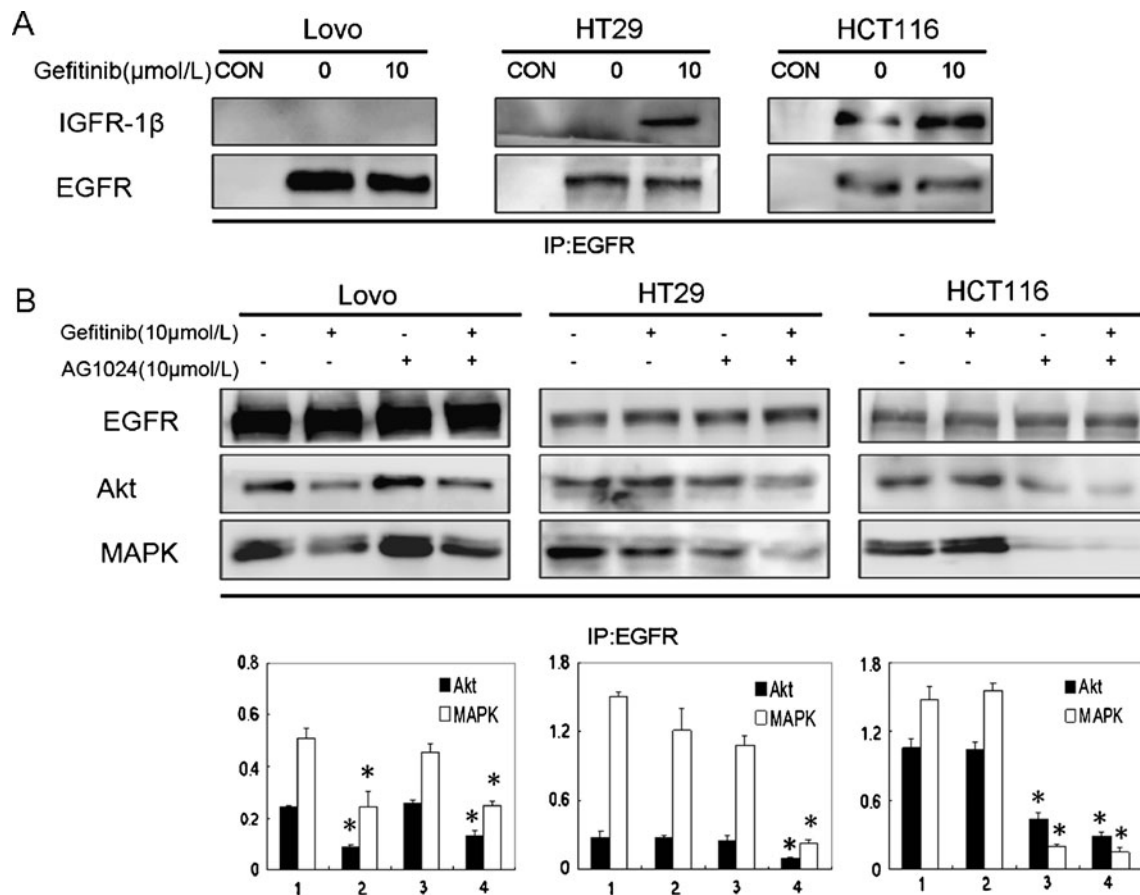 A
Lovo HT29 HCT116
Gefitinib(μmol/L) CON 0 10 CON 0 10 CON 0 10
IGFR-1β
EGFR
IP:EGFR
B
Lovo HT29 HCT116
Gefitinib(10μmol/L) - + - + - + - + - + - +
AG1024(10μmol/L) - - + + - - + + - - + +
EGFR
Akt
MAPK
IP:EGFR
0.8 1.8 1.8
Akt Akt Akt
MAPK MAPK MAPK
0.6 1.2 1.2
0.4
* * * * * * * * * *
0.2 0.6 0.6
0 0 0
1 2 3 4 1 2 3 4 1 2 3 4